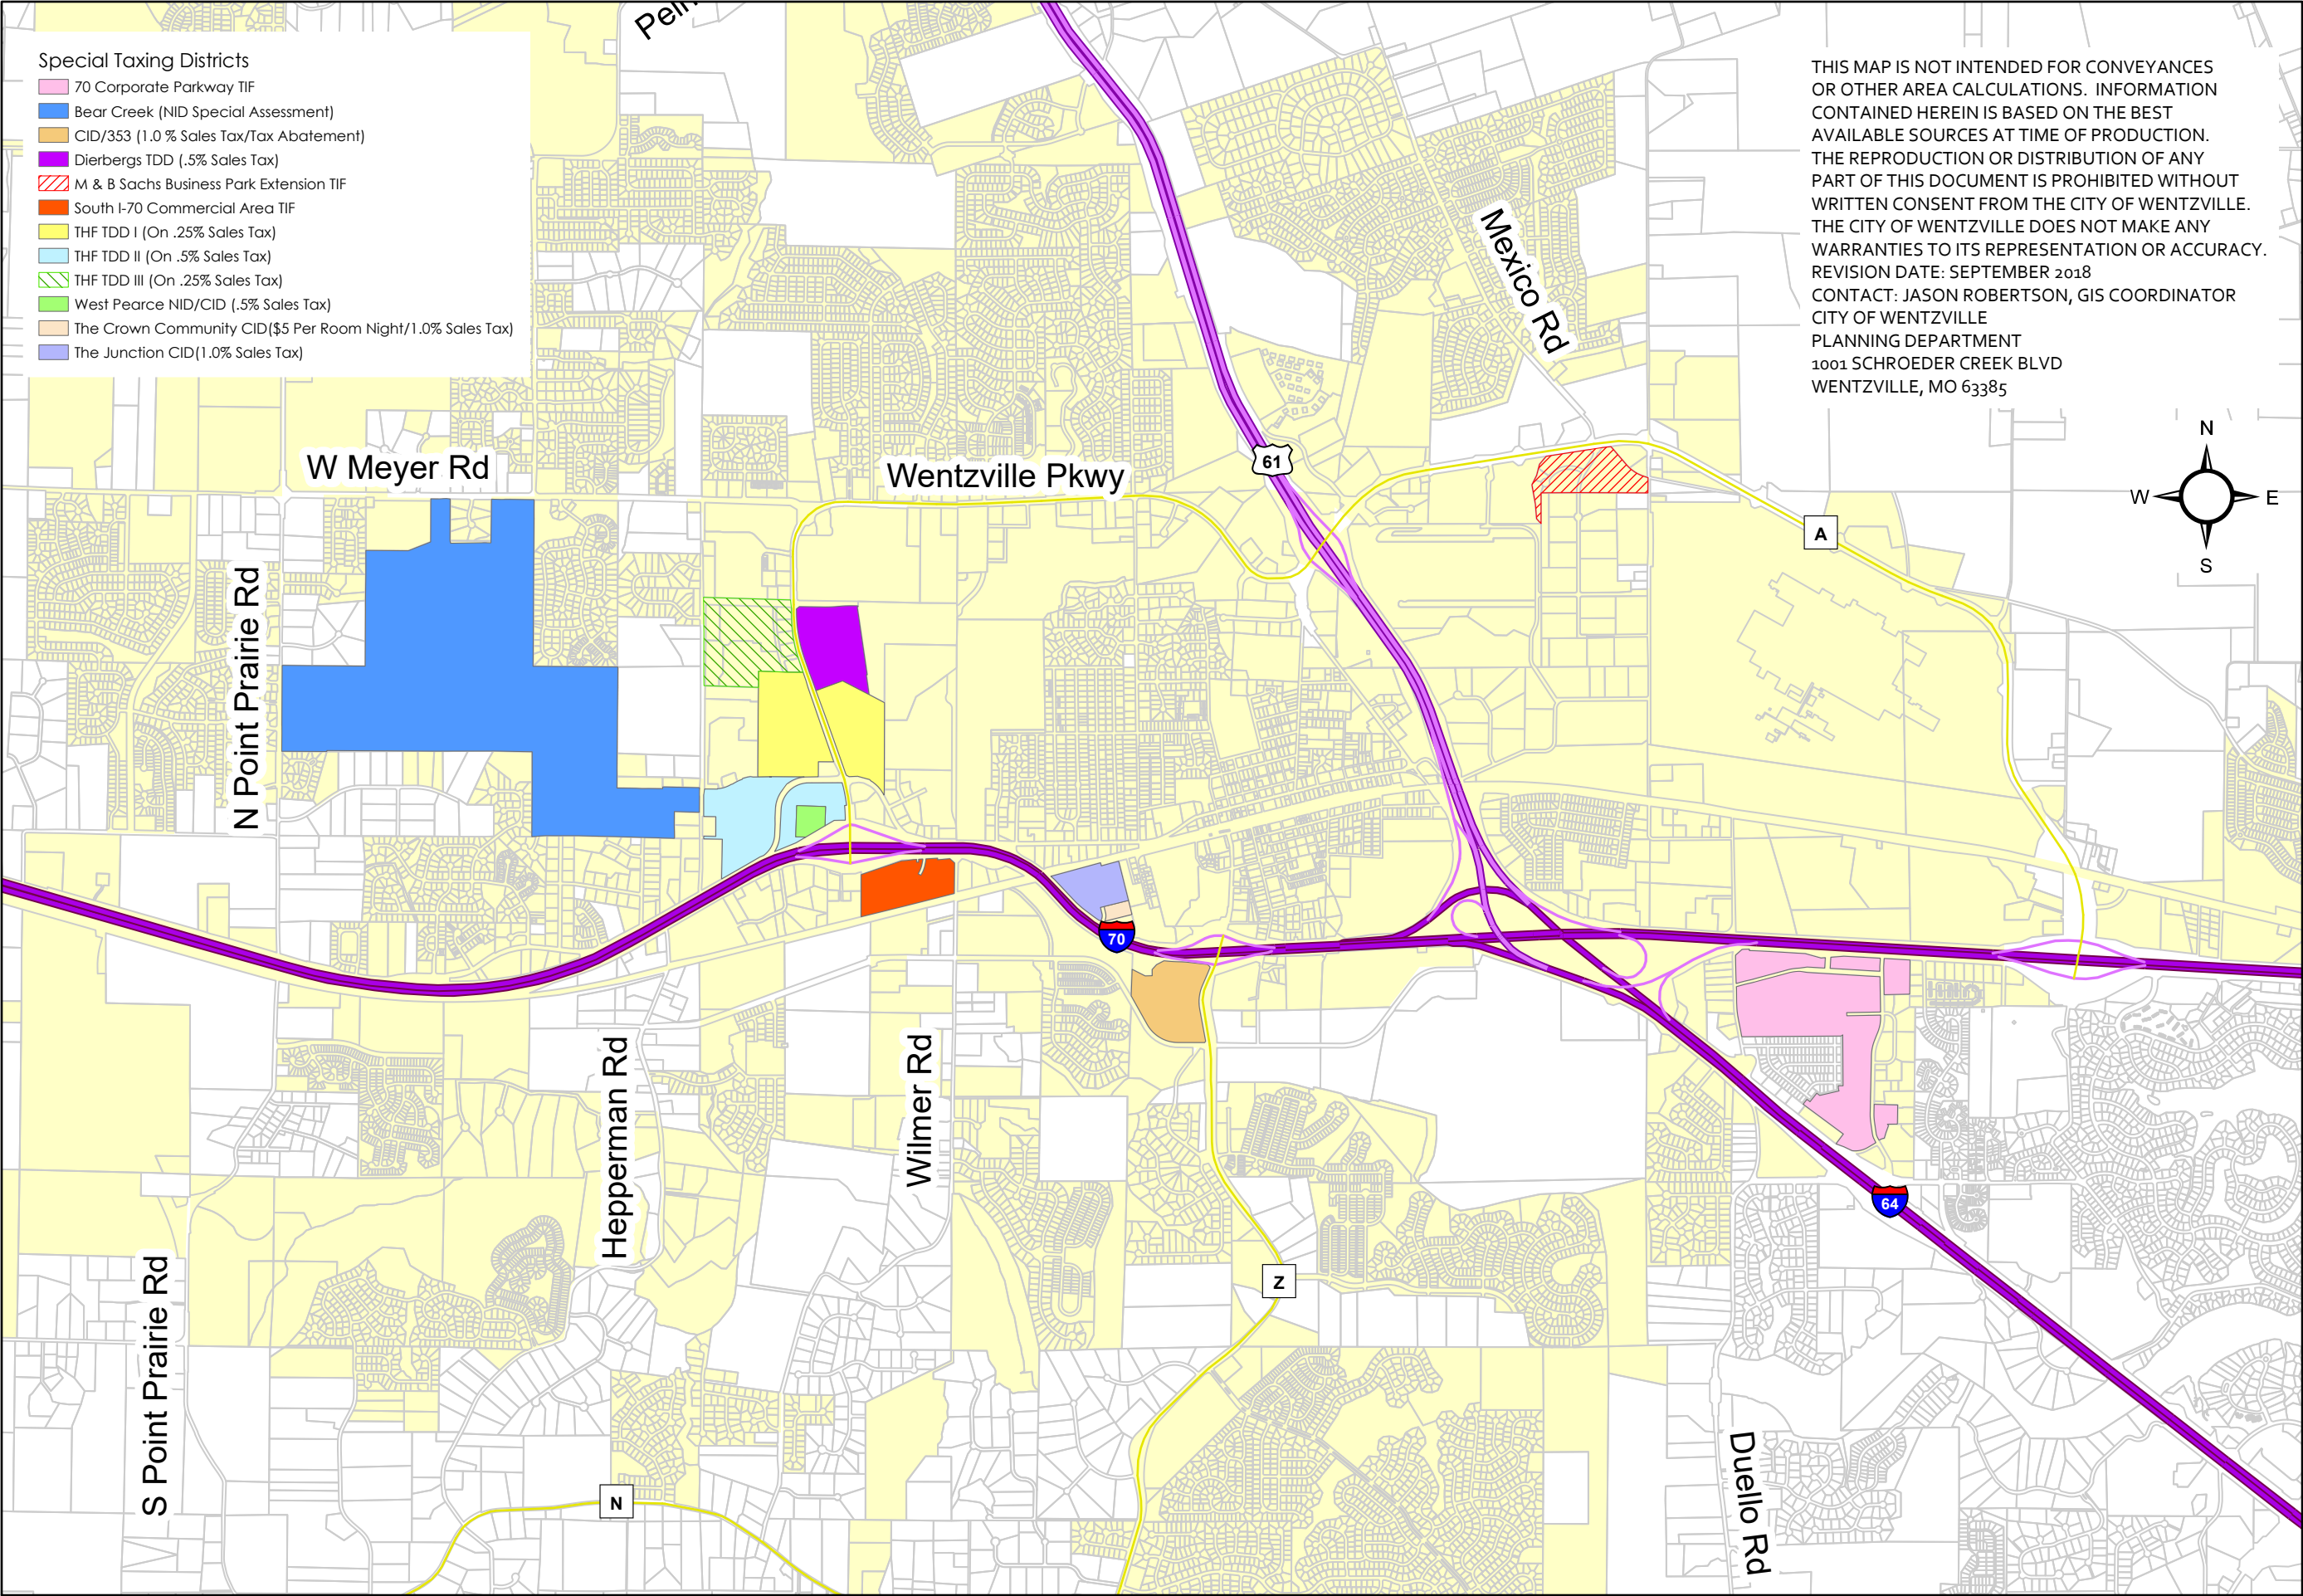 Special Taxing Districts
70 Corporate Parkway TIF
Bear Creek (NID Special Assessment)
CID/353 (1.0 % Sales Tax/Tax Abatement)
Dierbergs TDD (.5% Sales Tax)
M & B Sachs Business Park Extension TIF
South I-70 Commercial Area TIF
THF TDD I (On .25% Sales Tax)
THF TDD II (On .5% Sales Tax)
THF TDD III (On .25% Sales Tax)
West Pearce NID/CID (.5% Sales Tax)
The Crown Community CID($5 Per Room Night/1.0% Sales Tax)
The Junction CID(1.0% Sales Tax)
THIS MAP IS NOT INTENDED FOR CONVEYANCES
OR OTHER AREA CALCULATIONS. INFORMATION
CONTAINED HEREIN IS BASED ON THE BEST
AVAILABLE SOURCES AT TIME OF PRODUCTION.
THE REPRODUCTION OR DISTRIBUTION OF ANY
PART OF THIS DOCUMENT IS PROHIBITED WITHOUT
WRITTEN CONSENT FROM THE CITY OF WENTZVILLE.
THE CITY OF WENTZVILLE DOES NOT MAKE ANY
WARRANTIES TO ITS REPRESENTATION OR ACCURACY.
REVISION DATE: SEPTEMBER 2018
CONTACT: JASON ROBERTSON, GIS COORDINATOR
CITY OF WENTZVILLE
PLANNING DEPARTMENT
1001 SCHROEDER CREEK BLVD
WENTZVILLE, MO 63385
N
W
E
S
Mexico Rd
W Meyer Rd
Wentzville Pkwy
61
A
N Point Prairie Rd
70
Hepperman Rd
Wilmer Rd
64
Z
S Point Prairie Rd
N
Duello Rd